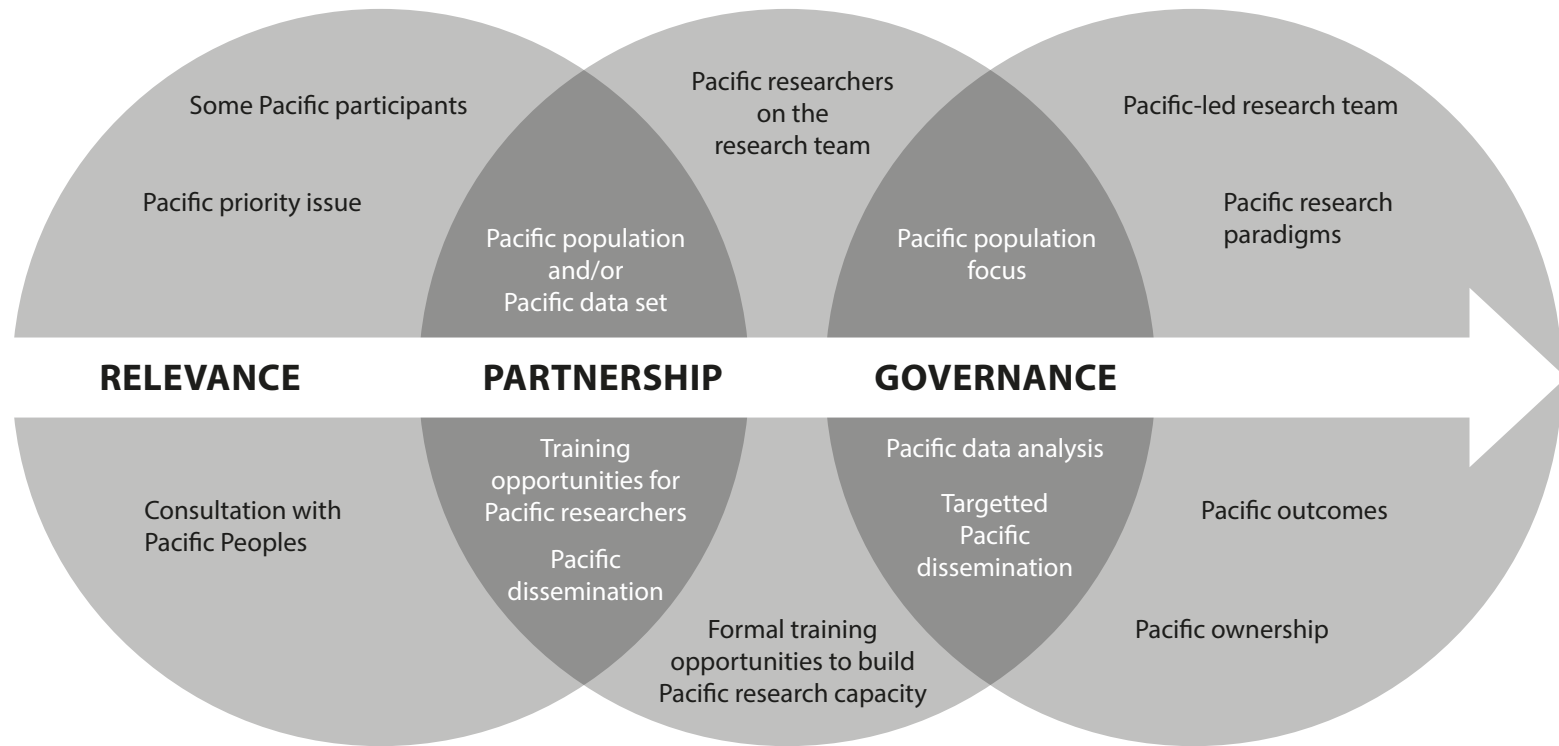 Some Pacific participants
Pacific priority issue
Pacific population
and/or
Pacific data set
Pacific researchers
on the
research team
Pacific population
focus
Pacific-led research team
Pacific research
paradigms
RELEVANCE
PARTNERSHIP
GOVERNANCE
Consultation with
Pacific Peoples
Training
opportunities for
Pacific researchers
Pacific
dissemination
Formal training
opportunities to build
Pacific research capacity
Pacific data analysis
Targetted
Pacific
dissemination
Pacific outcomes
Pacific ownership